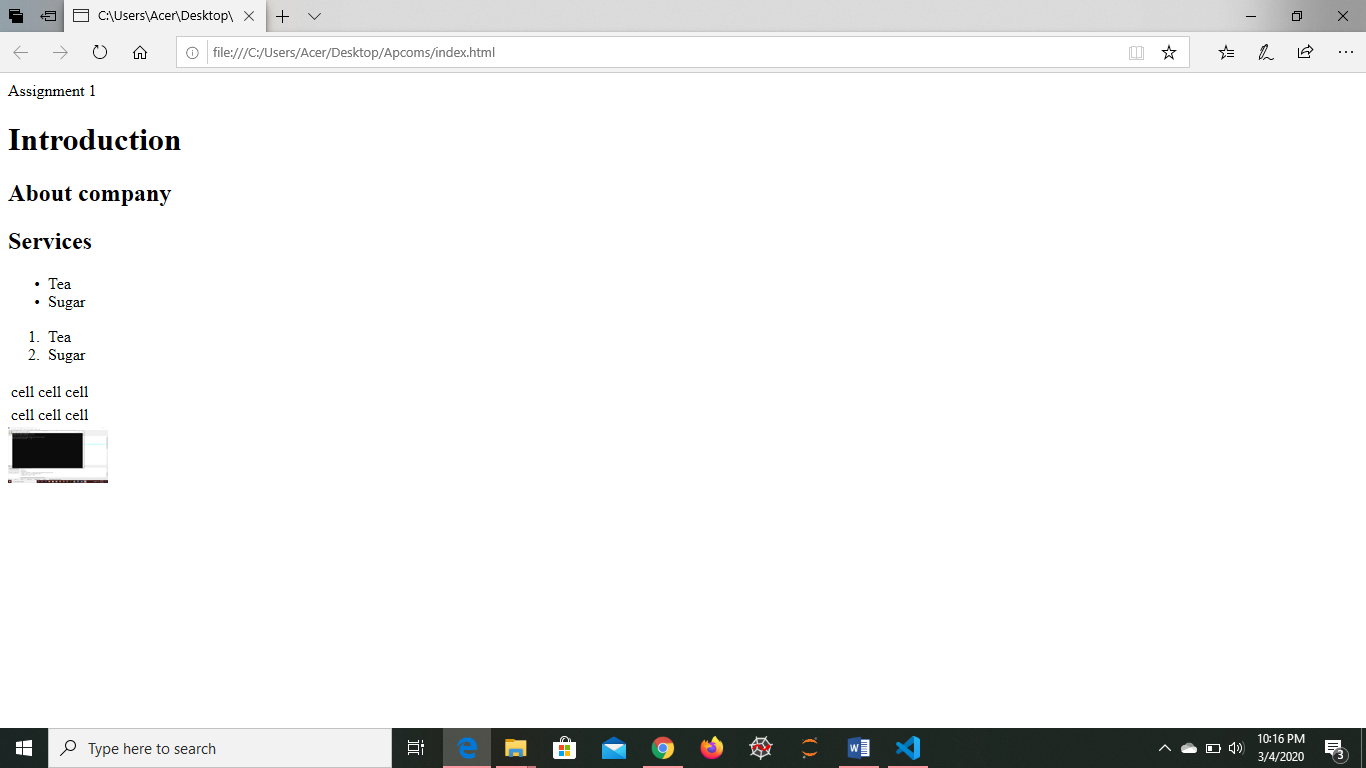 C:\Users\Acer\Desktop\
file:///C:/Users/Acer/Desktop/Apcoms/index.html
Assignment 1
Introduction
About company
Services
• Tea
• Sugar
1. Tea
2. Sugar
cell cell cell
cell cell cell
Type here to search
10:16 PM
3/4/2020
3